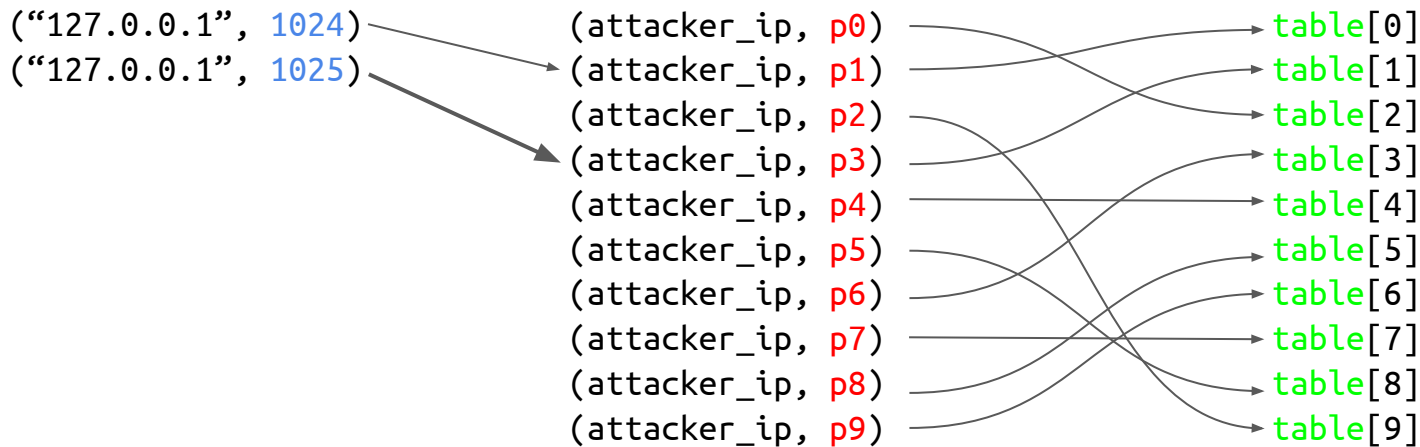 (“127.0.0.1”, 1024) (attacker_ip, p0) table[0]
(“127.0.0.1”, 1025) (attacker_ip, p1) table[1]
(attacker_ip, p2) table[2]
(attacker_ip, p3) table[3]
(attacker_ip, p4) table[4]
(attacker_ip, p5) table[5]
(attacker_ip, p6) table[6]
(attacker_ip, p7) table[7]
(attacker_ip, p8) table[8]
(attacker_ip, p9) table[9]